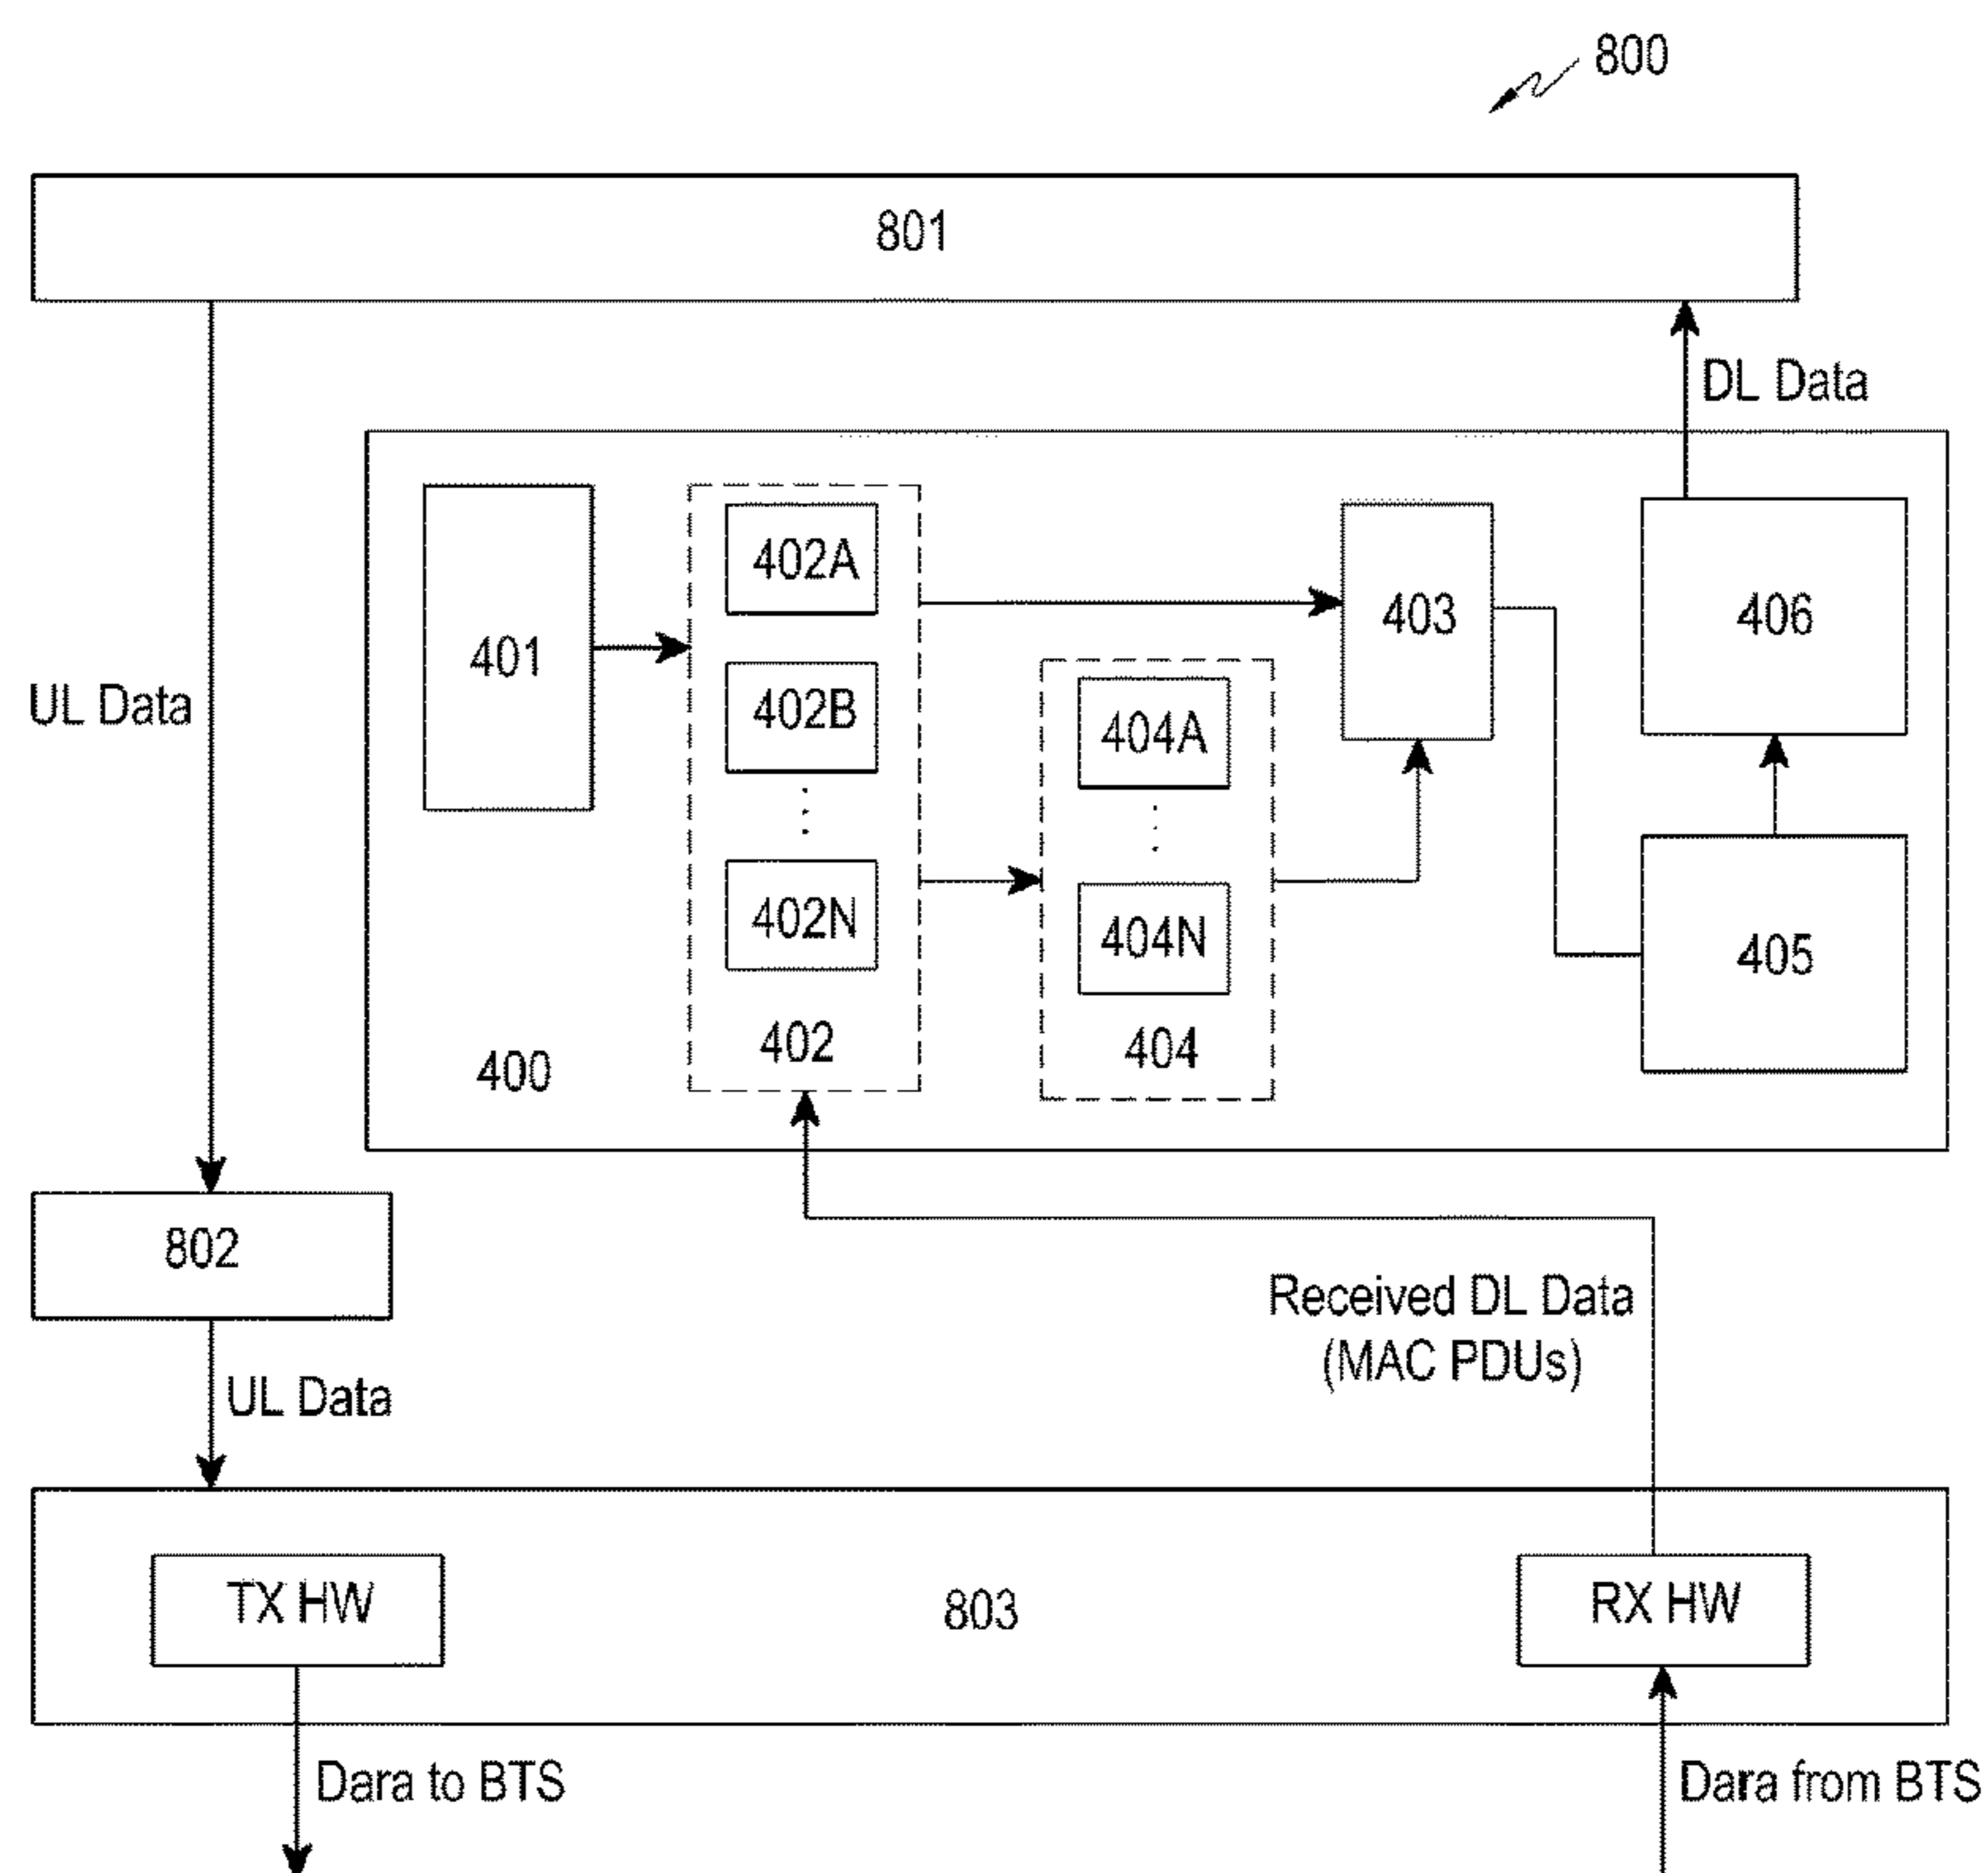 800
801
DL Data
401
402A
402B
402N
402
404A
404N
404
403
406
405
400
UL Data
802
UL Data
Received DL Data
(MAC PDUs)
TX HW
803
RX HW
Dara to BTS
Dara from BTS